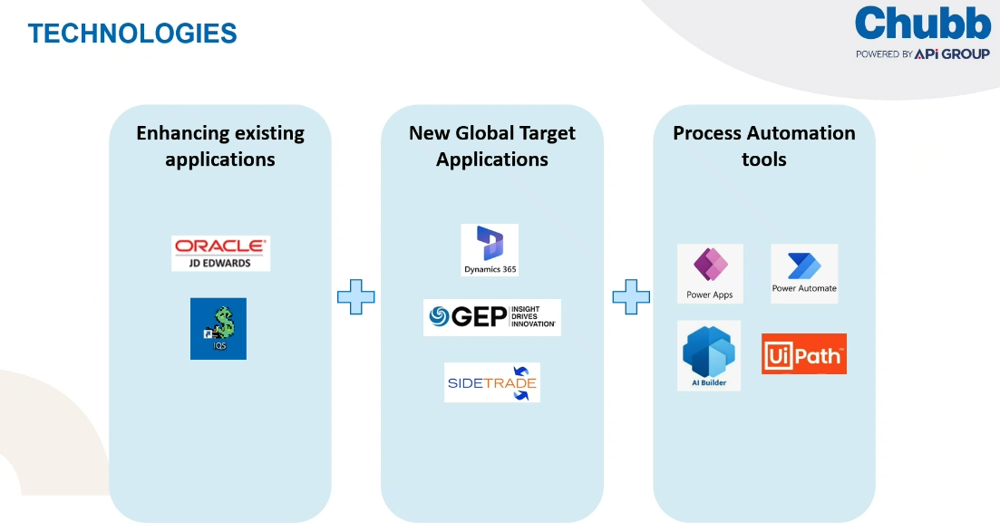 TECHNOLOGIES
Chubb
POWERED BY APi GROUP
Enhancing existing
applications
ORACLE®
JD EDWARDS
IQS
New Global Target
Applications
Dynamics 365
GEP INSIGHT
DRIVES
INNOVATION
SIDETRADE
Process Automation
tools
Power Apps
Power Automate
AI Builder
UiPath™